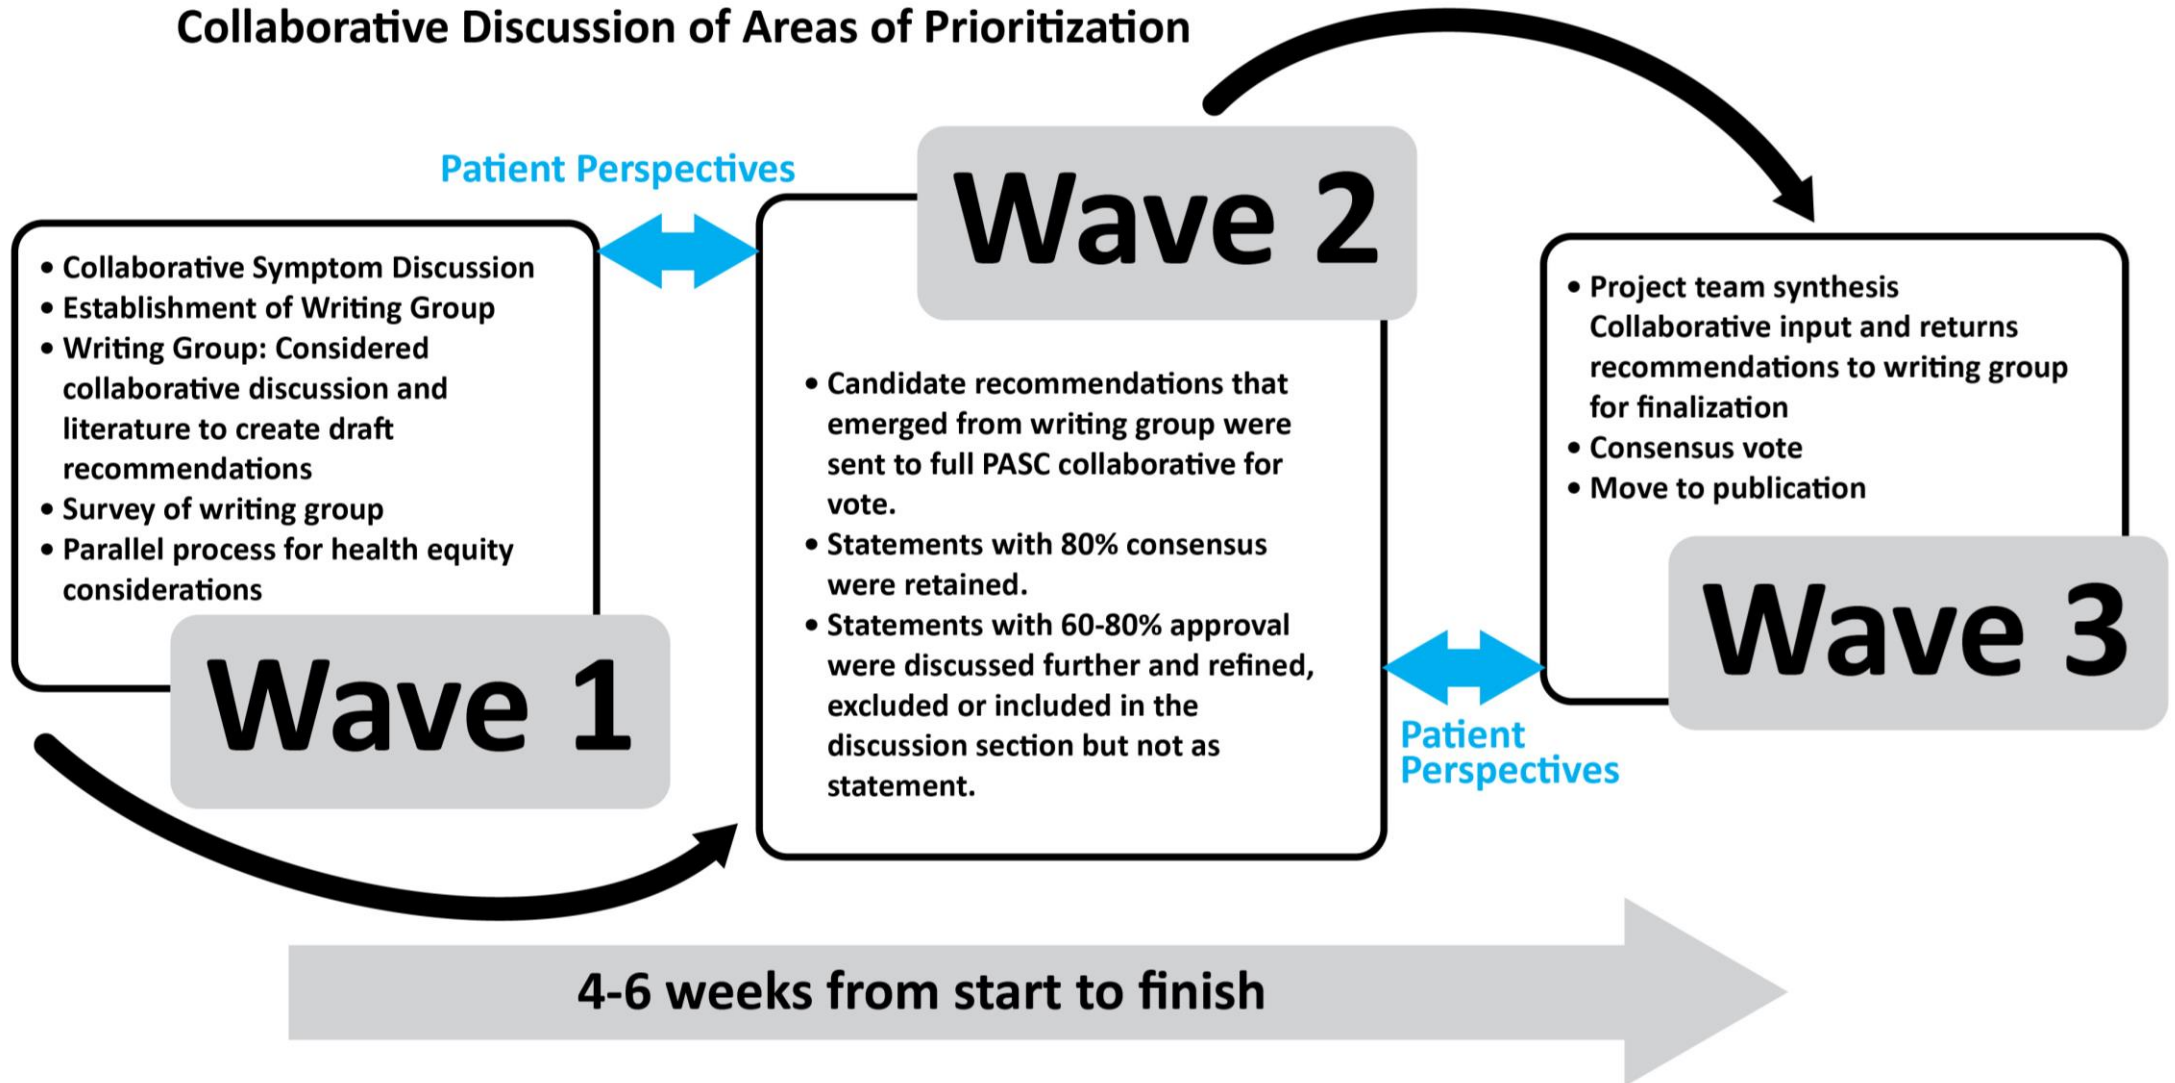 Collaborative Discussion of Areas of Prioritization
Patient Perspectives
• Collaborative Symptom Discussion
• Establishment of Writing Group
• Writing Group: Considered
collaborative discussion and
literature to create draft
recommendations
• Survey of writing group
• Parallel process for health equity
considerations
Wave 1
Wave 2
• Candidate recommendations that
emerged from writing group were
sent to full PASC collaborative for
vote.
• Statements with 80% consensus
were retained.
• Statements with 60-80% approval
were discussed further and refined,
excluded or included in the
discussion section but not as
statement.
Patient
Perspectives
• Project team synthesis
Collaborative input and returns
recommendations to writing group
for finalization
• Consensus vote
• Move to publication
Wave 3
4-6 weeks from start to finish